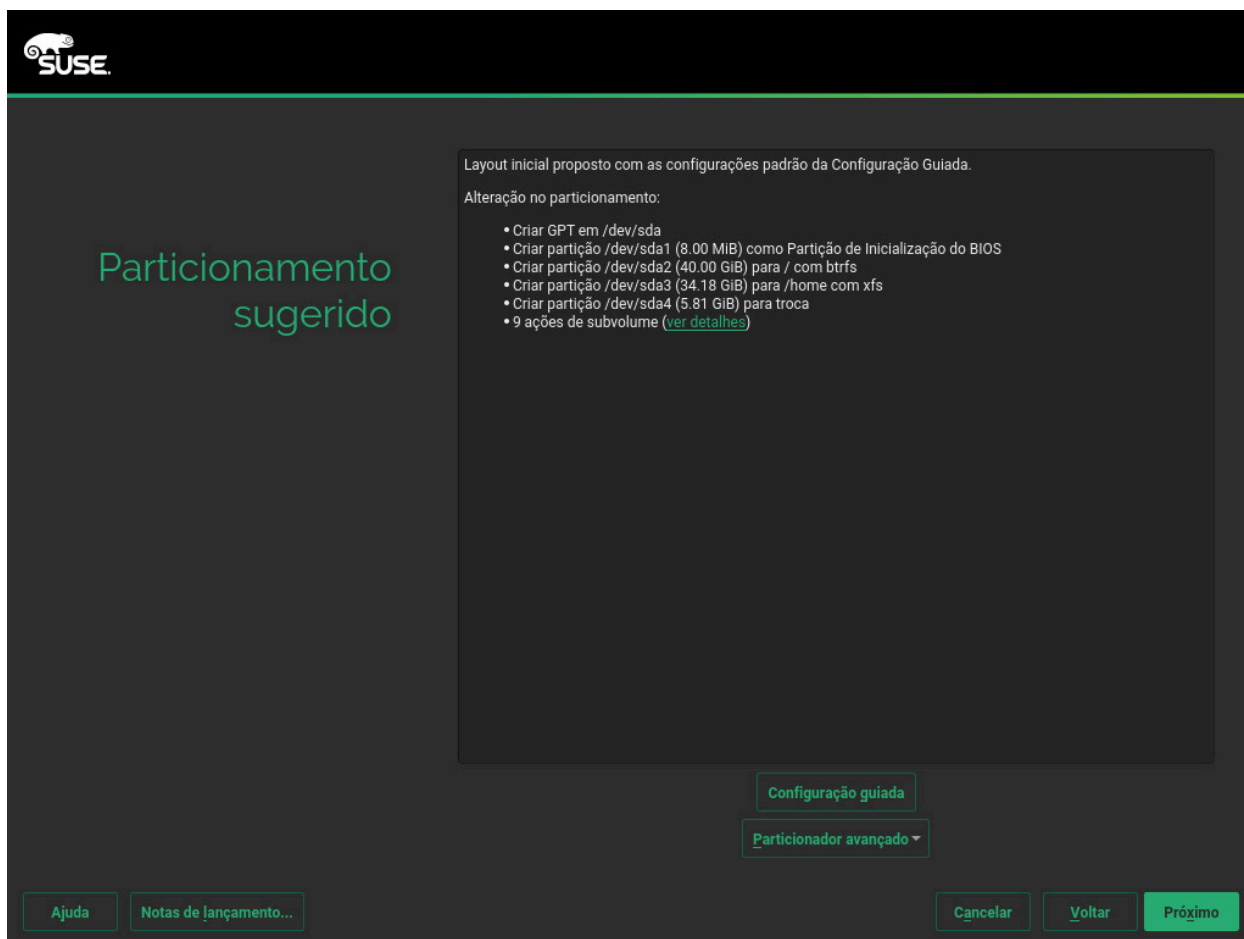 SUSE.
Particionamento
sugerido
Layout inicial proposto com as configurações padrão da Configuração Guiada.
Alteração no particionamento:
• Criar GPT em /dev/sda
• Criar partição /dev/sda1 (8.00 MiB) como Partição de Inicialização do BIOS
• Criar partição /dev/sda2 (40.00 GiB) para / com btrfs
• Criar partição /dev/sda3 (34.18 GiB) para /home com xfs
• Criar partição /dev/sda4 (5.81 GiB) para troca
• 9 ações de subvolume (ver detalhes)
Configuração guiada
Particionador avançado
Ajuda
Notas de lançamento...
Cancelar
Voltar
Próximo